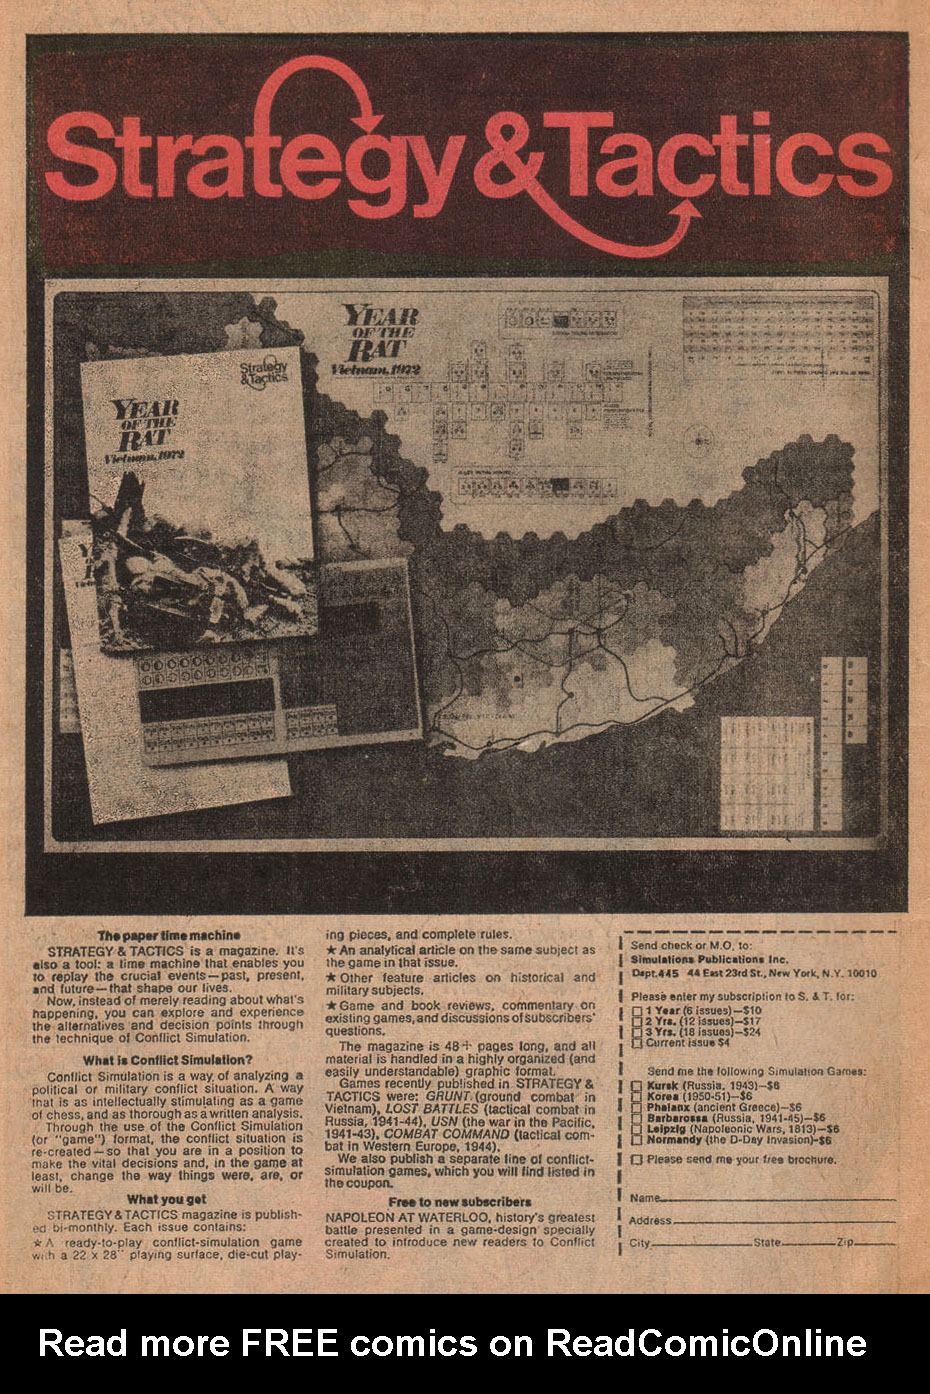 Strategy & Tactics
YEAR
OF THE
RAT
Vietnam, 1972
Strategy
& Tactics
YEAR
OF THE
RAT
Vietnam, 1972
The paper time machine
STRATEGY & TACTICS is a magazine. It's
also a tool: a time machine that enables you
to replay the crucial events—past, present,
and future—that shape our lives.
Now, instead of merely reading about what's
happening, you can explore and experience
the alternatives and decision points through
the technique of Conflict Simulation.
What is Conflict Simulation?
Conflict Simulation is a way of analyzing a
political or military conflict situation. A way
that is as intellectually stimulating as a game
of chess, and as thorough as a written analysis.
Through the use of the Conflict Simulation
(or "game") format, the conflict situation is
re-created—so that you are in a position to
make the vital decisions and, in the game at
least, change the way things were, are, or
will be.
What you get
STRATEGY & TACTICS magazine is publish-
ed bi-monthly. Each issue contains:
★ A ready-to-play conflict-simulation game
with a 22 x 28" playing surface, die-cut play-
ing pieces, and complete rules.
★ An analytical article on the same subject as
the game in that issue.
★ Other feature articles on historical and
military subjects.
★ Game and book reviews, commentary on
existing games, and discussions of subscribers'
questions.
The magazine is 48+ pages long, and all
material is handled in a highly organized (and
easily understandable) graphic format.
Games recently published in STRATEGY &
TACTICS were: GRUNT (ground combat in
Vietnam), LOST BATTLES (tactical combat in
Russia, 1941-44), USN (the war in the Pacific,
1941-43), COMBAT COMMAND (tactical com-
bat in Western Europe, 1944).
We also publish a separate line of conflict-
simulation games, which you will find listed in
the coupon.
Free to new subscribers
NAPOLEON AT WATERLOO, history's greatest
battle presented in a game-design specially
created to introduce new readers to Conflict
Simulation.
Send check or M.O. to:
Simulations Publications Inc.
Dept.445 44 East 23rd St., New York, N.Y. 10010
Please enter my subscription to S. & T. for:
1 Year (6 issues)—$10
2 Yrs. (12 issues)—$17
3 Yrs. (18 issues)—$24
Current issue $4
Send me the following Simulation Games:
Kursk (Russia, 1943)—$6
Korea (1950-51)—$6
Phalanx (ancient Greece)—$6
Barbarossa (Russia, 1941-45)—$6
Leipzig (Napoleonic Wars, 1813)—$6
Normandy (the D-Day Invasion)-$6
Please send me your free brochure.
Name
Address
City State Zip
Read more FREE comics on ReadComicOnline